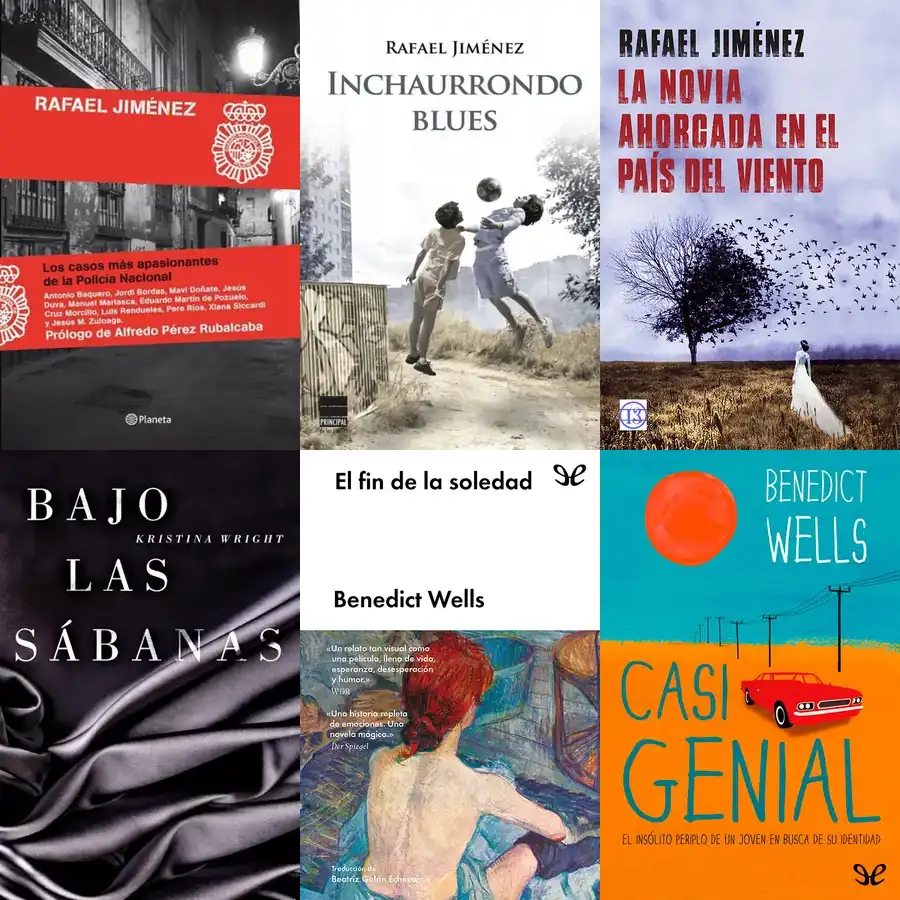 RAFAEL JIMÉNEZ
Los casos más apasionantes
de la Policía Nacional
Antonio Baquero, Jordi Bordas, Mavi Doñate, Jesús
Duva, Manuel Marlasca, Eduardo Martín de Pozuelo,
Cruz Morcillo, Luis Rendueles, Pere Ríos, Xiana Siccardi
y Jesús M. Zuloaga.
Prólogo de Alfredo Pérez Rubalcaba
Planeta
RAFAEL JIMÉNEZ
INCHAURRONDO
BLUES
PRINCIPAL
de los Libros
RAFAEL JIMÉNEZ
LA NOVIA
AHORCADA EN EL
PAÍS DEL VIENTO
T3
BAJO
KRISTINA WRIGHT
LAS
SÁBANAS
El fin de la soledad
Benedict Wells
«Un relato tan visual como
una película, lleno de vida,
esperanza, desesperación
y humor.»
WDR
«Una historia repleta
de emociones. Una
novela mágica.»
Der Spiegel
Traducción de
Beatriz Galán Echevarría
BENEDICT
WELLS
CASI
GENIAL
EL INSÓLITO PERIPLO DE UN JOVEN EN BUSCA DE SU IDENTIDAD